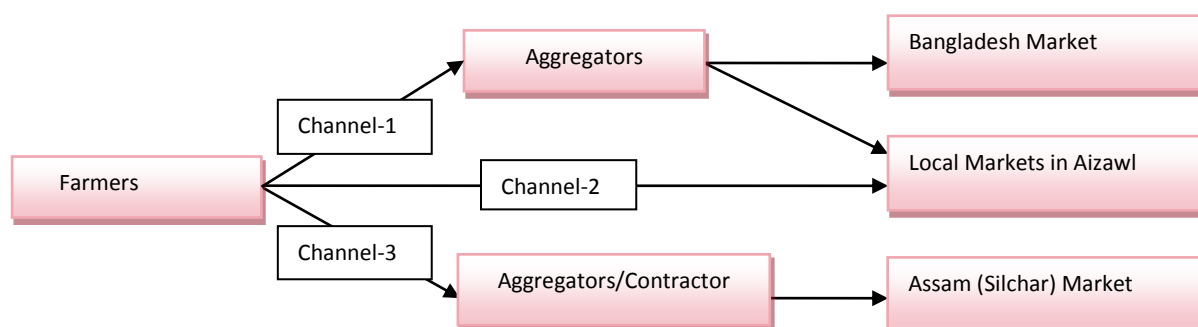 Bangladesh Market
Aggregators
Channel-1
Local Markets in Aizawl
Farmers
Channel-2
Channel-3
Aggregators/Contractor
Assam (Silchar) Market